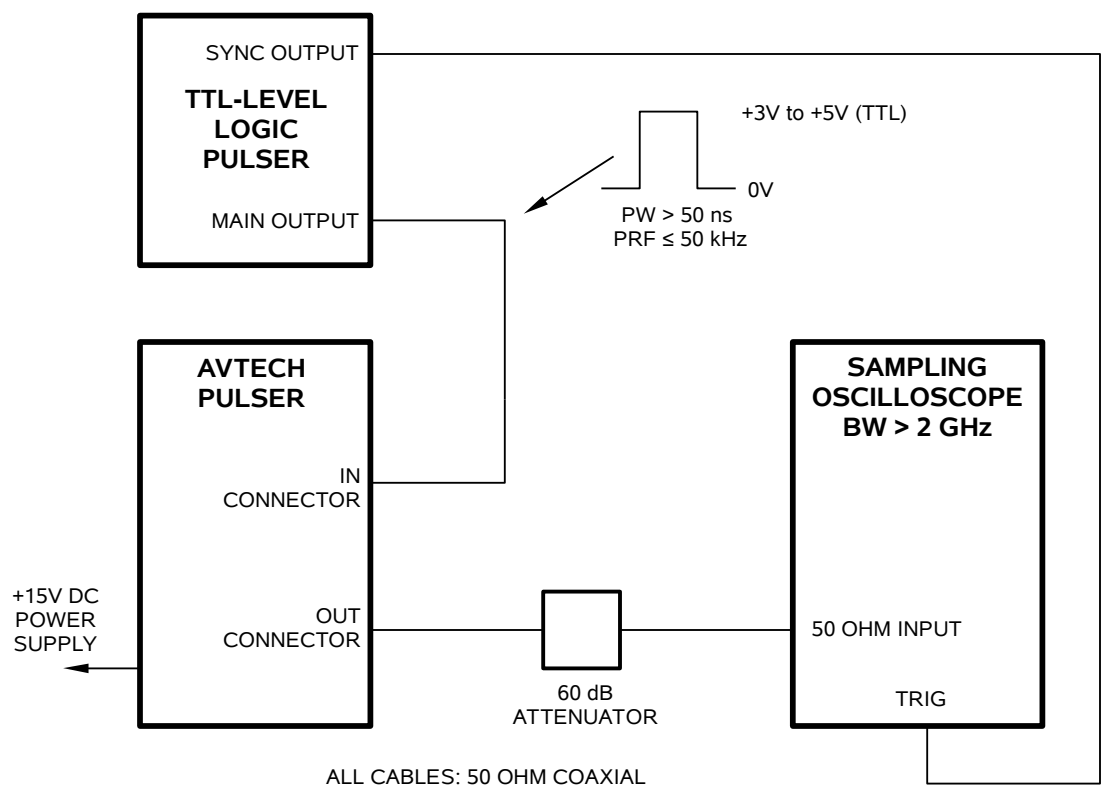 SYNC OUTPUT
TTL-LEVEL
LOGIC
PULSER
MAIN OUTPUT
+3V to +5V (TTL)
0V
PW > 50 ns
PRF ≤ 50 kHz
AVTECH
PULSER
IN
CONNECTOR
OUT
CONNECTOR
+15V DC
POWER
SUPPLY
60 dB
ATTENUATOR
SAMPLING
OSCILLOSCOPE
BW > 2 GHz
50 OHM INPUT
TRIG
ALL CABLES: 50 OHM COAXIAL